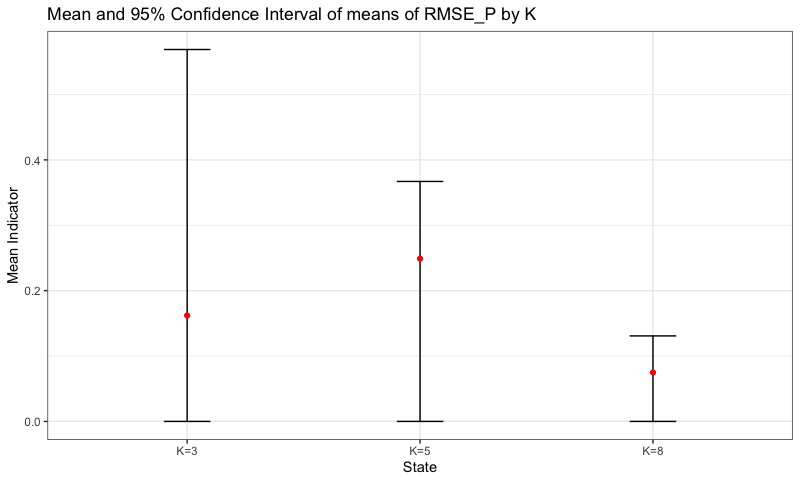 Mean and 95% Confidence Interval of means of RMSE_P by K
Mean Indicator
0.4
0.2
0.0
K=3 K=5 K=8
State